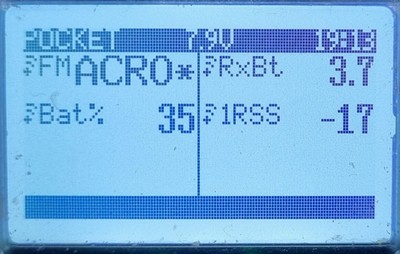 POCKET 7.9V 19:13
FM ACRO* RxBt 3.7
Bat% 35 1RSS -17